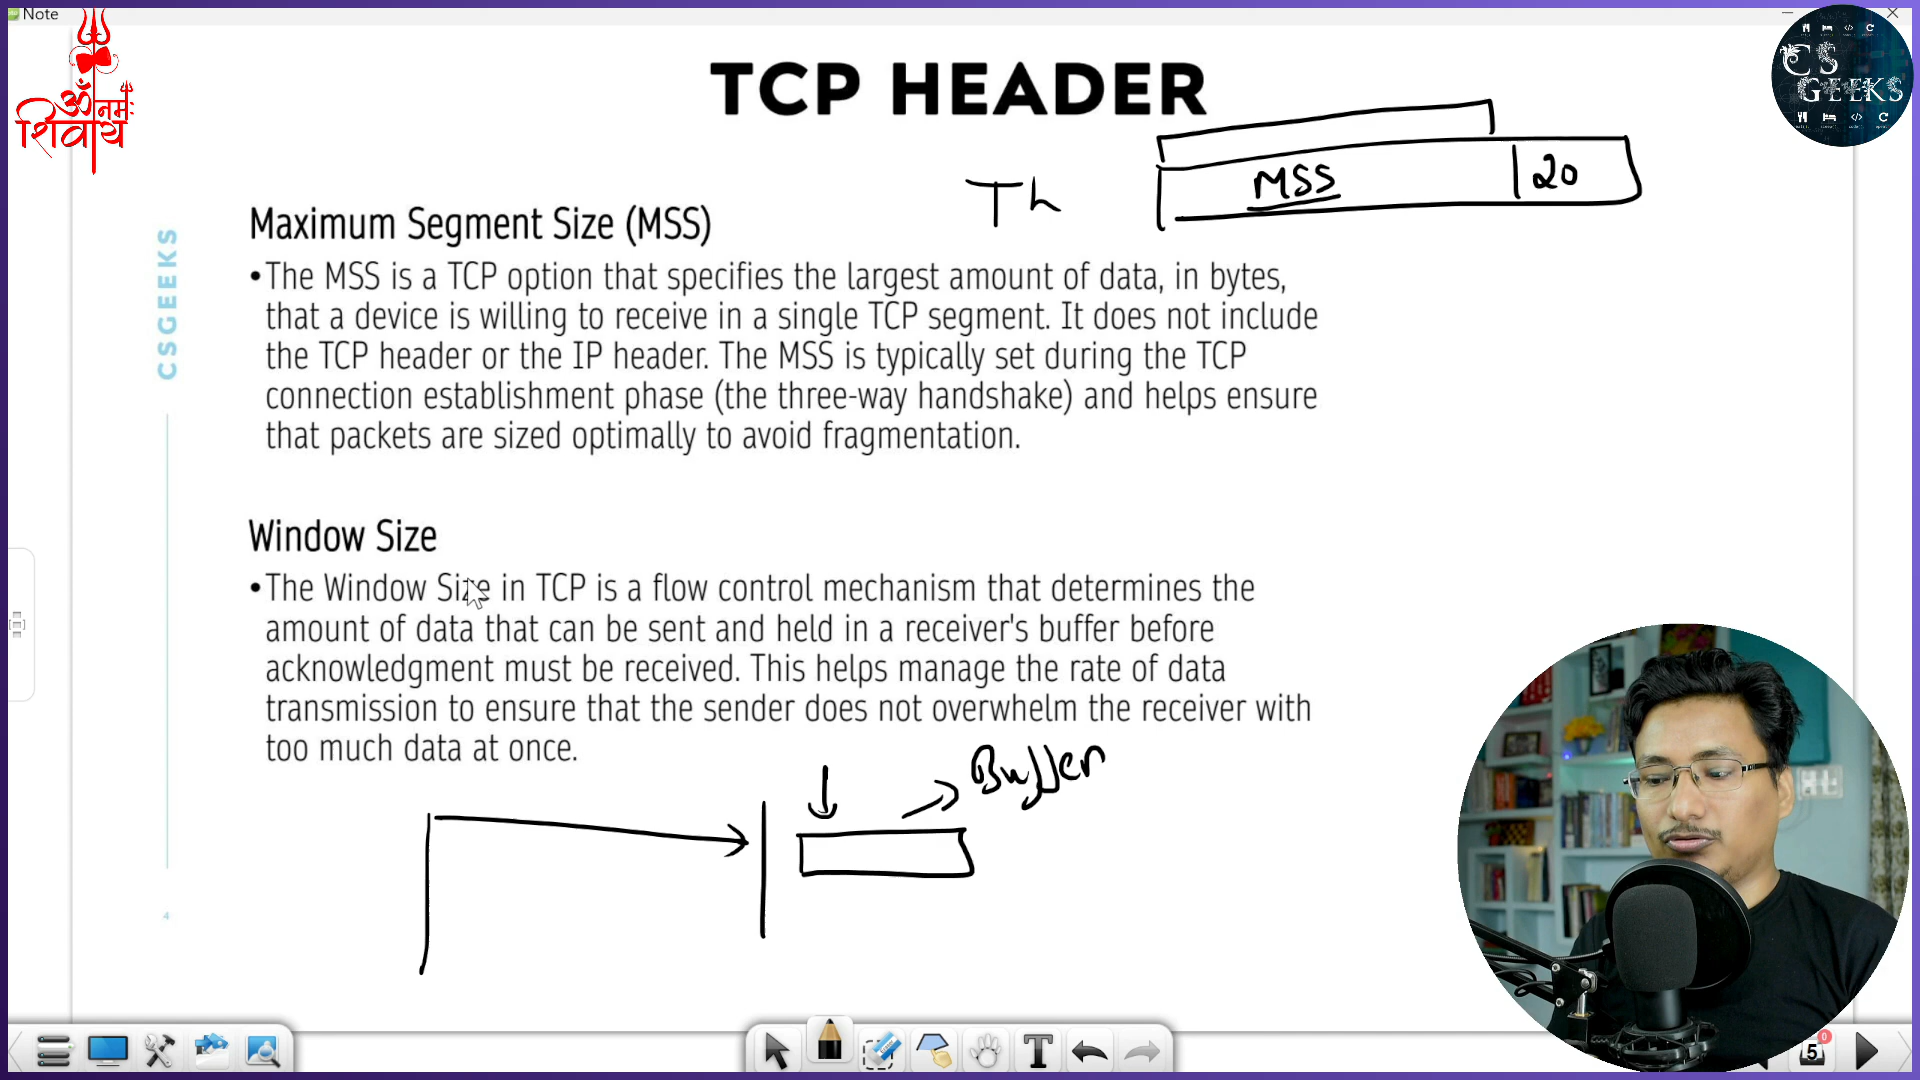 Note
TCP HEADER
ॐ नमः
शिवाय
CS
GEEKS
MSS
20
Th
Maximum Segment Size (MSS)
•The MSS is a TCP option that specifies the largest amount of data, in bytes,
that a device is willing to receive in a single TCP segment. It does not include
the TCP header or the IP header. The MSS is typically set during the TCP
connection establishment phase (the three-way handshake) and helps ensure
that packets are sized optimally to avoid fragmentation.
CSGEEKS
Window Size
•The Window Size in TCP is a flow control mechanism that determines the
amount of data that can be sent and held in a receiver's buffer before
acknowledgment must be received. This helps manage the rate of data
transmission to ensure that the sender does not overwhelm the receiver with
too much data at once.
Buffer
4
T
5
0